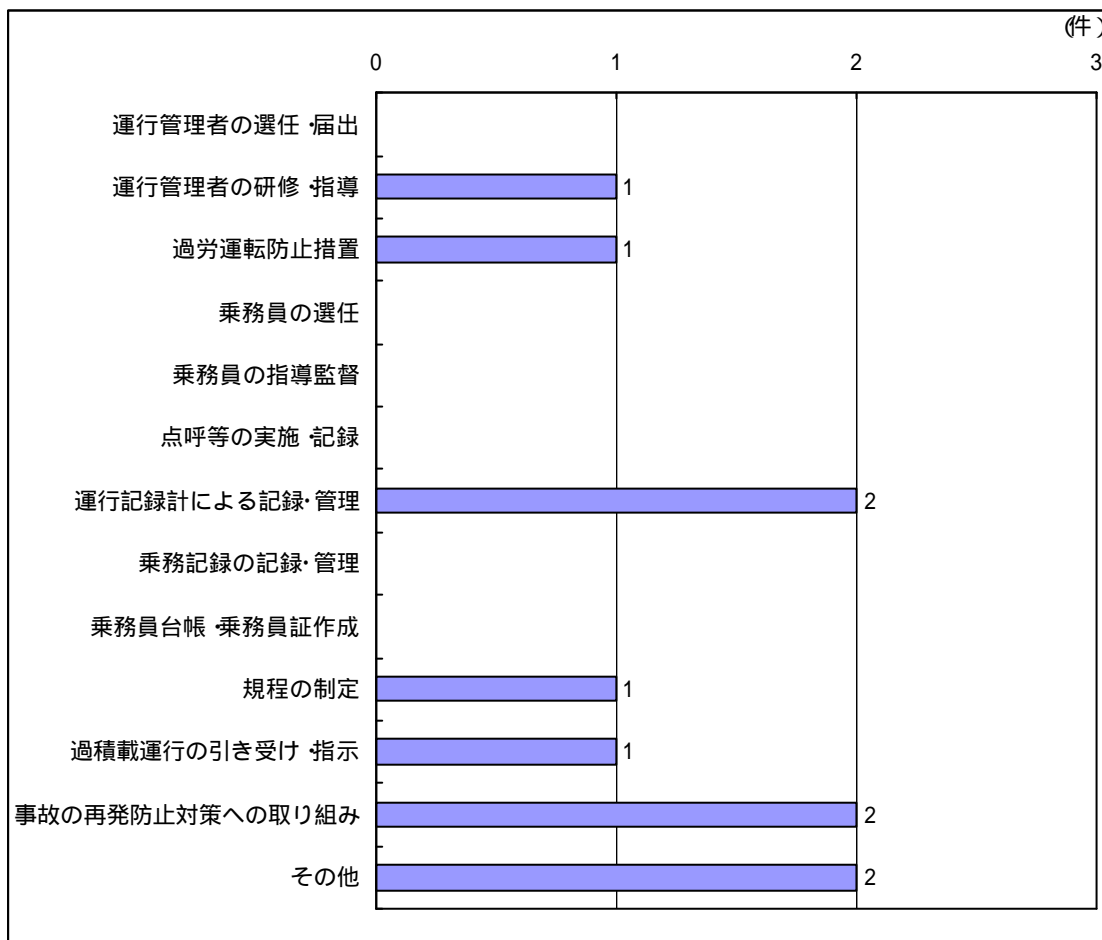 (件)
0 1 2 3
運行管理者の選任・届出
運行管理者の研修・指導 1
過労運転防止措置 1
乗務員の選任
乗務員の指導監督
点呼等の実施・記録
運行記録計による記録・管理 2
乗務記録の記録・管理
乗務員台帳・乗務員証作成
規程の制定 1
過積載運行の引き受け・指示 1
事故の再発防止対策への取り組み 2
その他 2